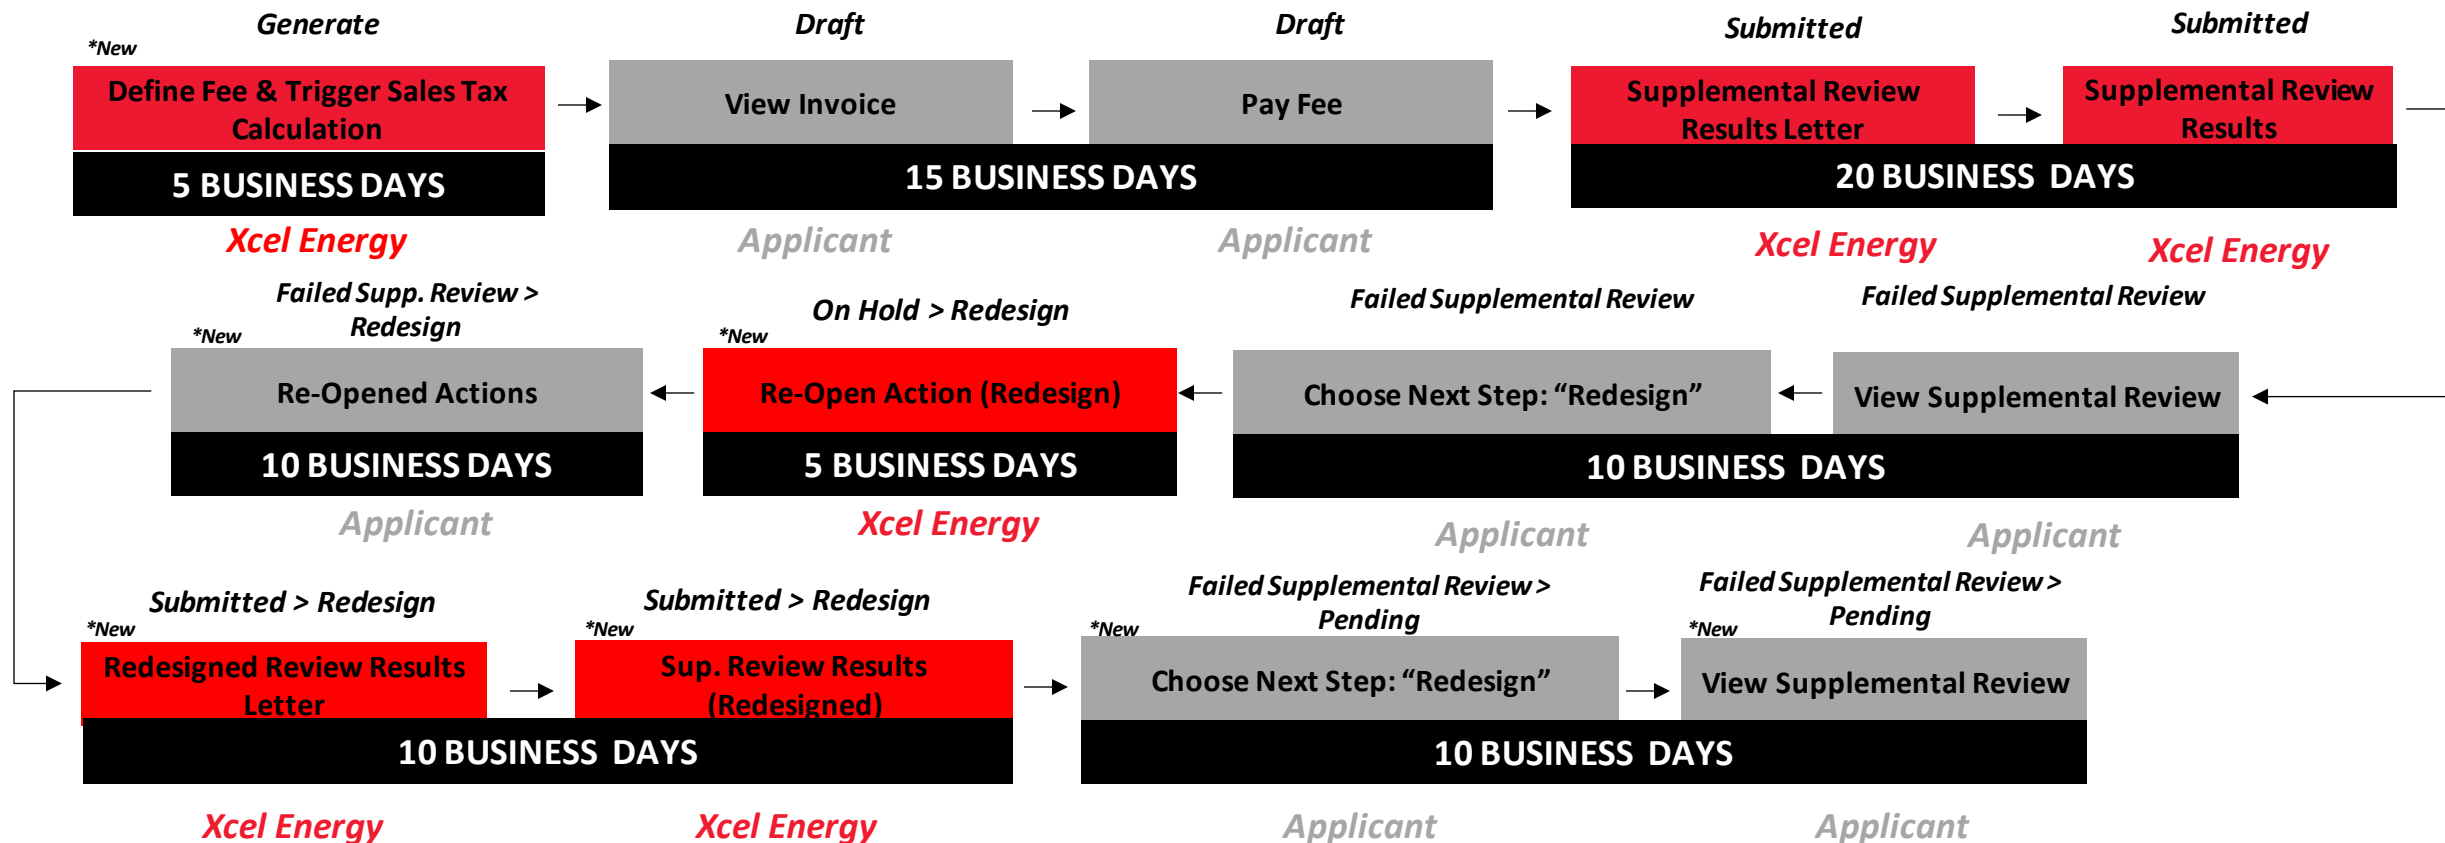 Generate
Draft
Draft
Submitted
Submitted
*New
Define Fee & Trigger Sales Tax
Calculation
View Invoice
Pay Fee
Supplemental Review
Results Letter
Supplemental Review
Results
5 BUSINESS DAYS
15 BUSINESS DAYS
20 BUSINESS DAYS
Xcel Energy
Applicant
Applicant
Xcel Energy
Xcel Energy
Failed Supp. Review >
Redesign
On Hold > Redesign
Failed Supplemental Review
Failed Supplemental Review
*New
*New
Re-Opened Actions
Re-Open Action (Redesign)
Choose Next Step: “Redesign”
View Supplemental Review
10 BUSINESS DAYS
5 BUSINESS DAYS
10 BUSINESS DAYS
Applicant
Xcel Energy
Applicant
Applicant
Submitted > Redesign
Submitted > Redesign
Failed Supplemental Review >
Pending
Failed Supplemental Review >
Pending
*New
*New
*New
*New
Redesigned Review Results
Letter
Sup. Review Results
(Redesigned)
Choose Next Step: “Redesign”
View Supplemental Review
10 BUSINESS DAYS
10 BUSINESS DAYS
Xcel Energy
Xcel Energy
Applicant
Applicant